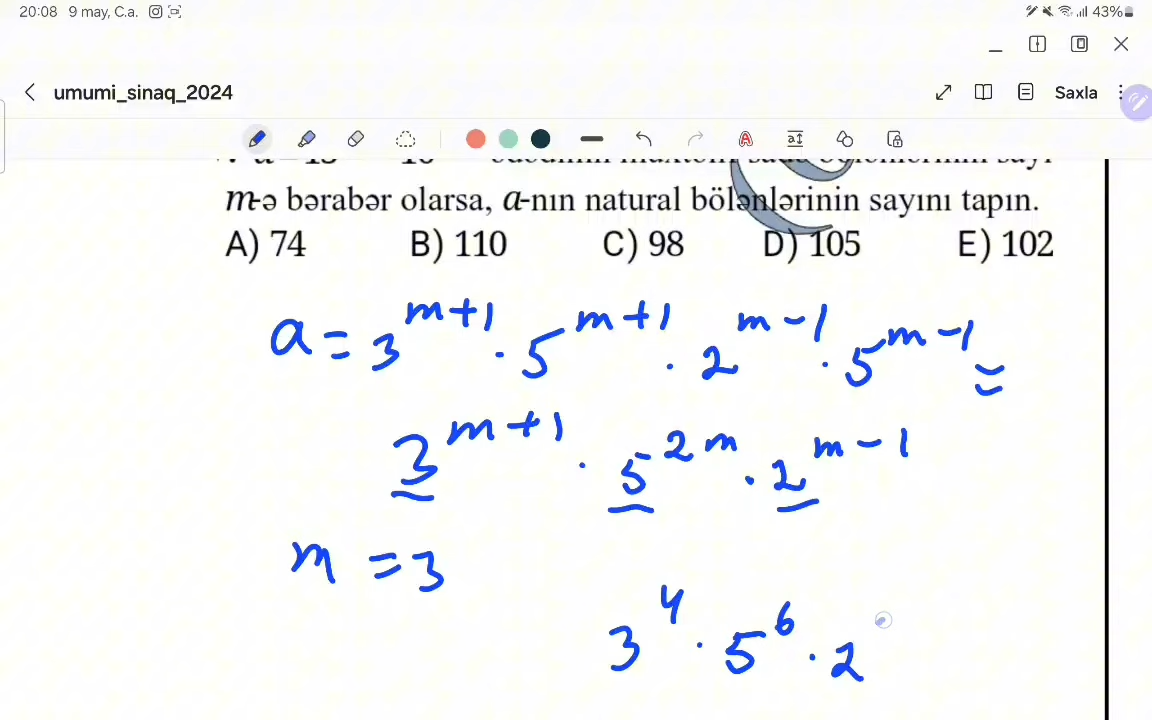 20:08 9 may, C.a. 43%
umumi_sinaq_2024 Saxla
m-ə bərabər olarsa, a-nın natural bölənlərinin sayını tapın.
A) 74 B) 110 C) 98 D) 105 E) 102
a = 3^{m+1} · 5^{m+1} · 2^{m-1} · 5^{m-1} =
3^{m+1} · 5^{2m} · 2^{m-1}
m = 3
3^4 · 5^6 · 2